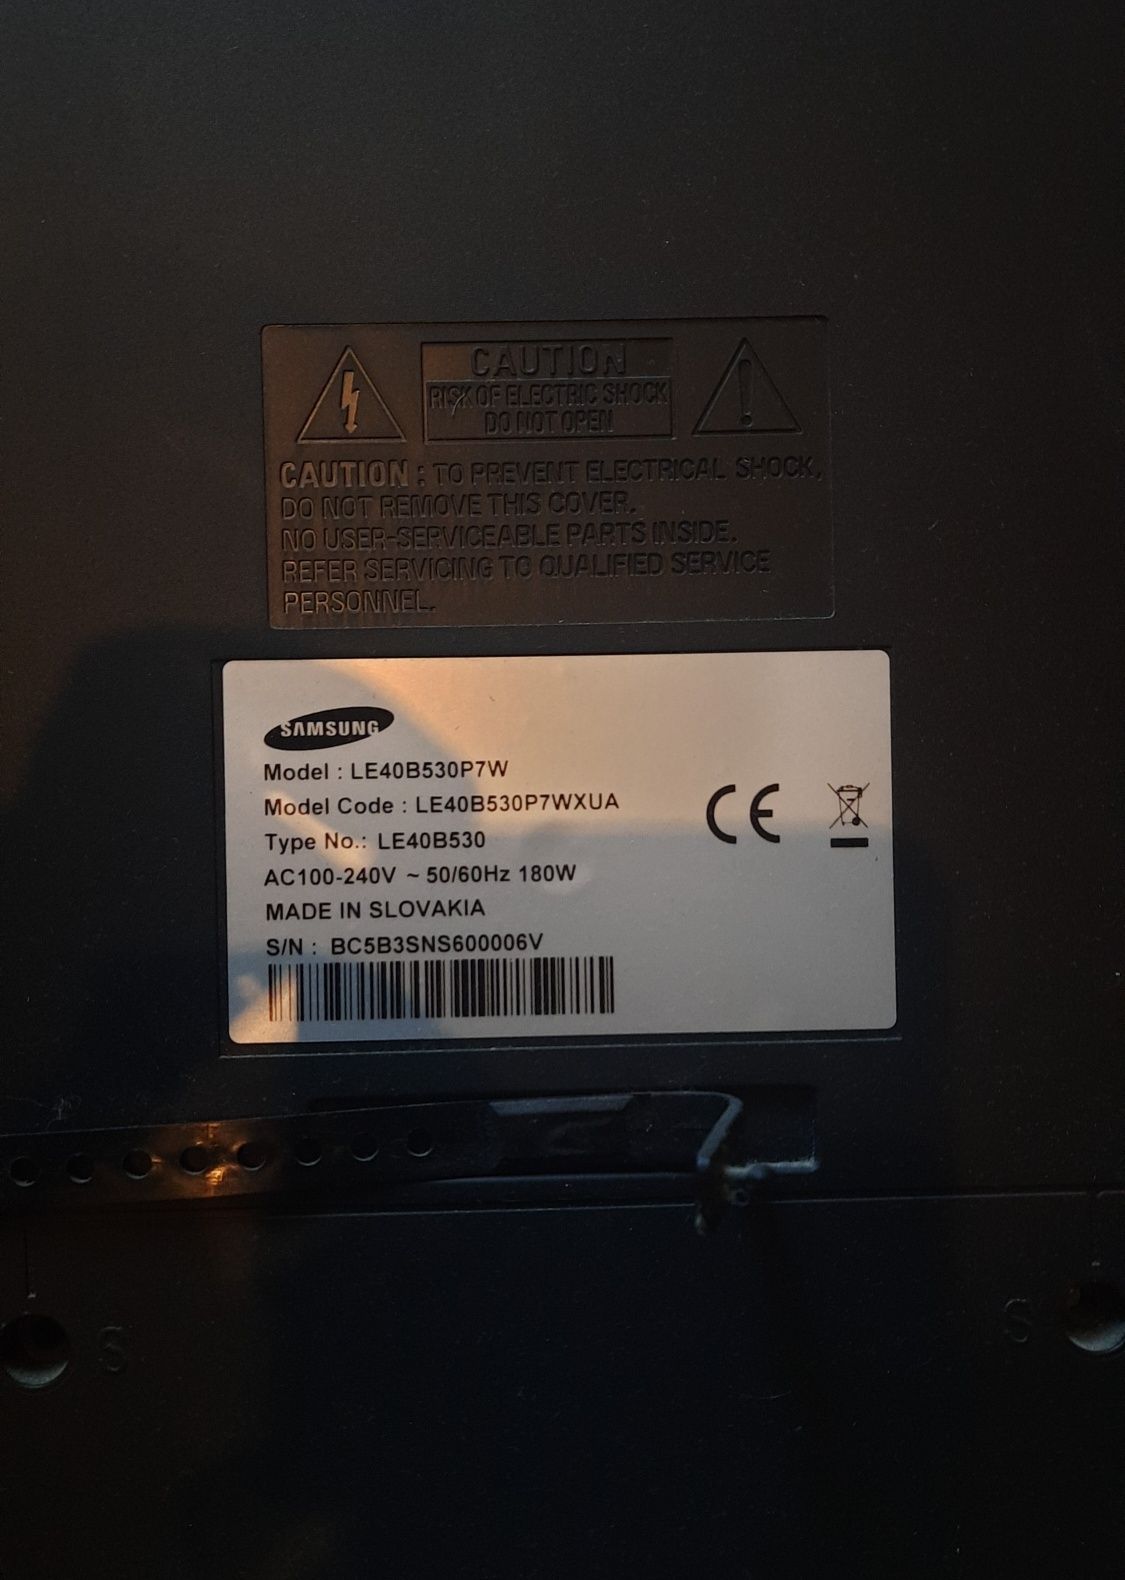 CAUTION
RISK OF ELECTRIC SHOCK
DO NOT OPEN
CAUTION : TO PREVENT ELECTRICAL SHOCK,
DO NOT REMOVE THIS COVER.
NO USER-SERVICEABLE PARTS INSIDE.
REFER SERVICING TO QUALIFIED SERVICE
PERSONNEL.
SAMSUNG
Model : LE40B530P7W
Model Code : LE40B530P7WXUA
Type No.: LE40B530
AC100-240V ~ 50/60Hz 180W
MADE IN SLOVAKIA
S/N : BC5B3SNS600006V
CE
S
S